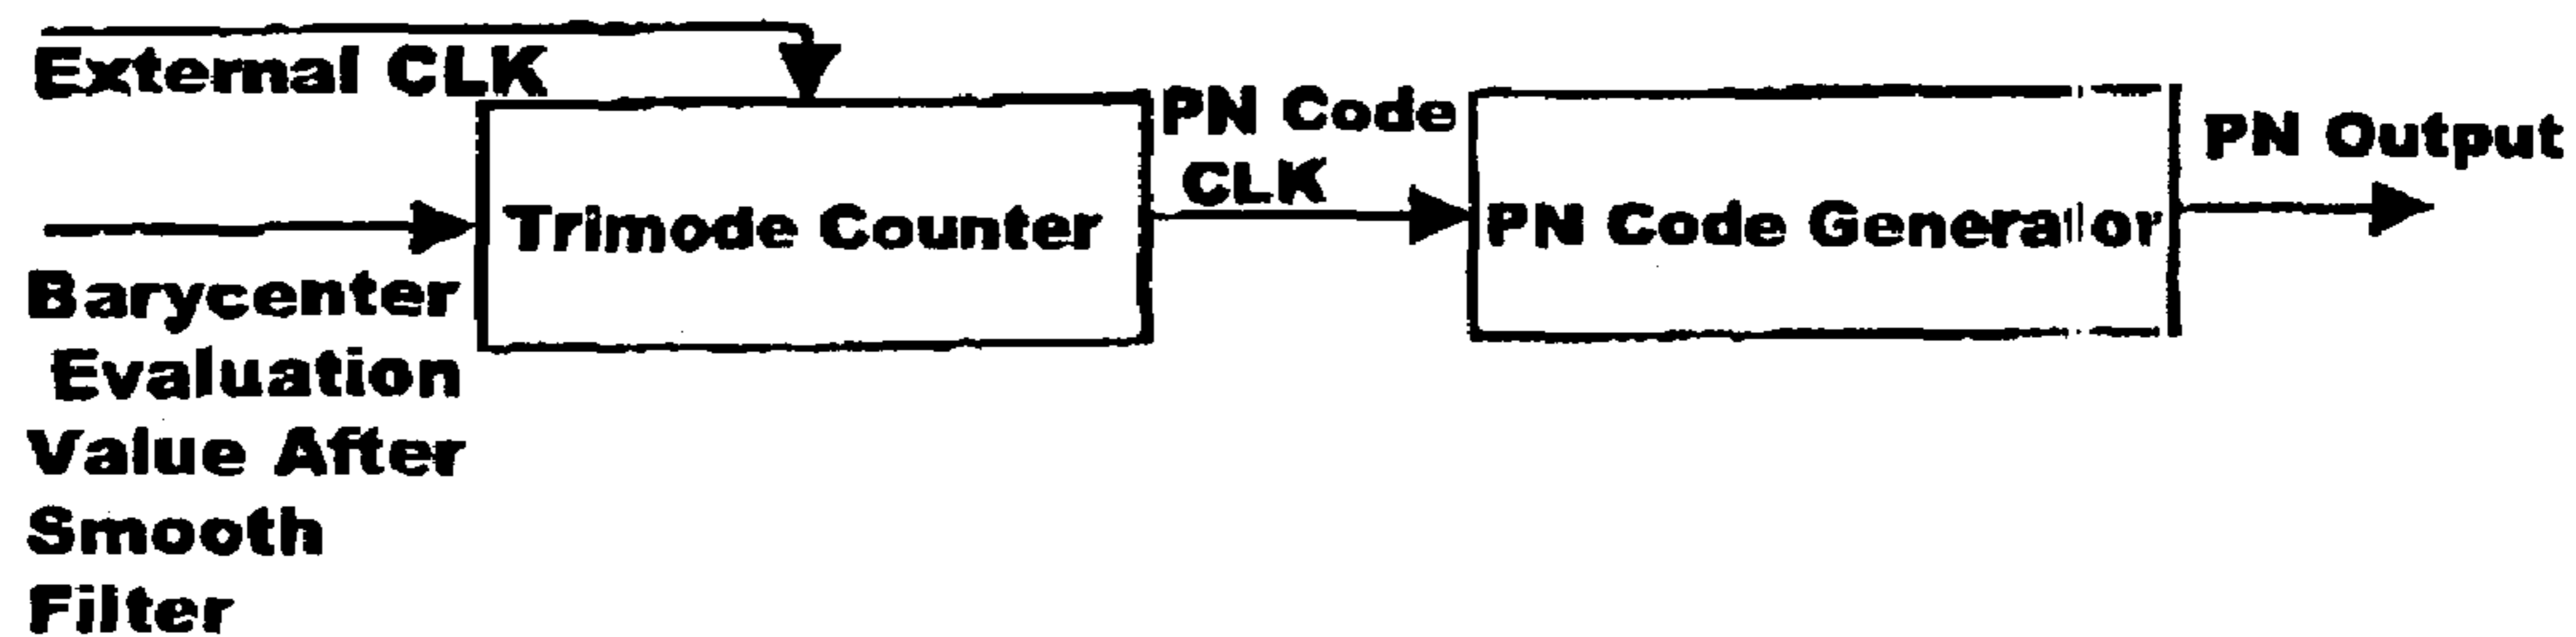 External CLK
PN Code
CLK
PN Output
Trimode Counter
PN Code Generator
Barycenter
Evaluation
Value After
Smooth
Filter